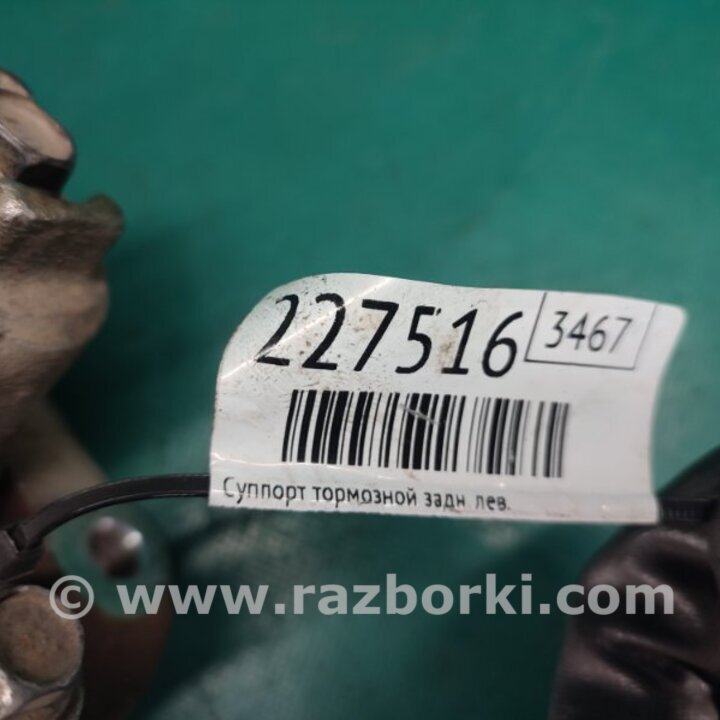 227516 3467
Суппорт тормозной задн. лев.
© www.razborki.com